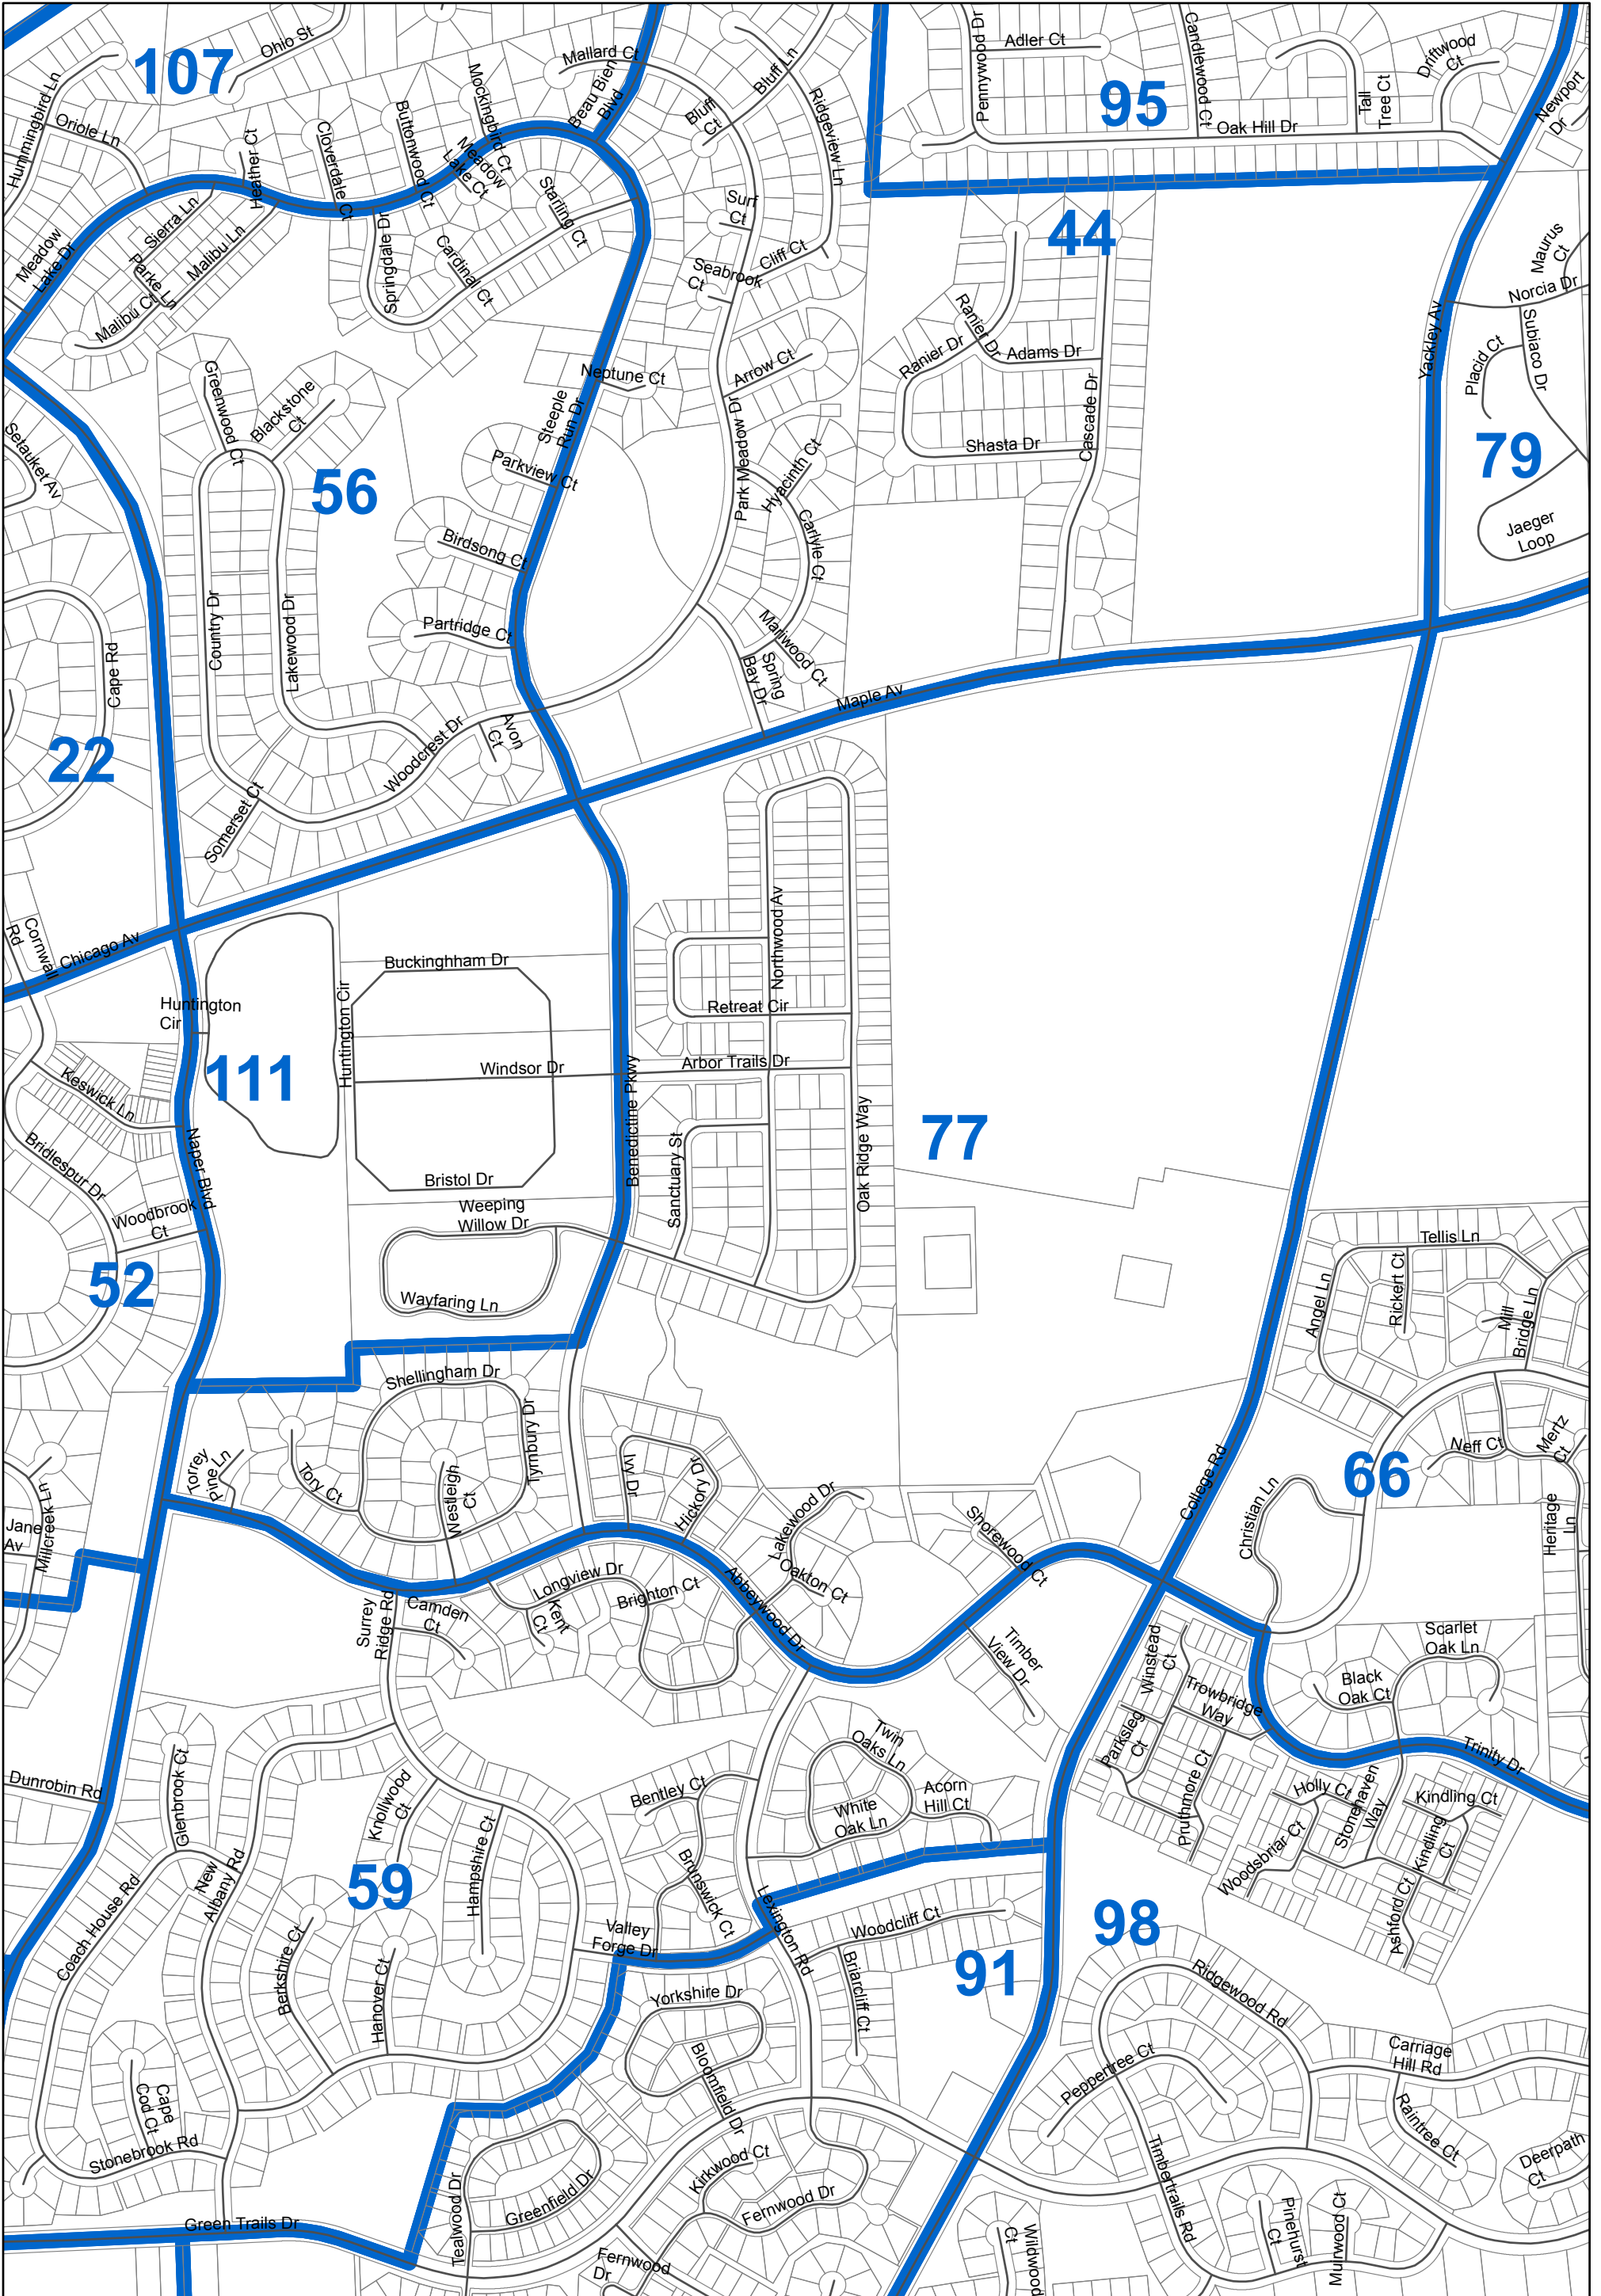 107
Ohio St
Mallard Ct
Beau Bien
Blvd
Bluff Ln
Bluff
Ct
Ridgeview Ln
Pennywood Dr
Adler Ct
Candlewood Ct
95
Tall
Tree Ct
Driftwood
Ct
Newport
Dr
Oak Hill Dr
Hummingbird Ln
Oriole Ln
Heather Ct
Cloverdale Ct
Buttonwood Ct
Mockingbird Ct
Meadow
Lake Ct
Starling Ct
Surf
Ct
Cliff Ct
Seabrook
Ct
44
Maurus
Ct
Norcia Dr
Meadow
Lake Dr
Sierra Ln
Parke Ln
Malibu Ln
Malibu Ct
Springdale Dr
Cardinal Ct
Ranier Dr
Ranier Dr
Adams Dr
Cascade Dr
Shasta Dr
Yackley Av
Placid Ct
Subiaco Dr
79
Jaeger
Loop
Setauket Av
Greenwood Ct
Blackstone
Ct
56
Steeple
Run Dr
Neptune Ct
Arrow Ct
Park Meadow Dr
Hyacinth Ct
Carlyle Ct
Parkview Ct
Birdsong Ct
Partridge Ct
Marlwood Ct
Spring
Bay Dr
Maple Av
Cape Rd
Country Dr
Lakewood Dr
22
Woodcrest Dr
Avon
Ct
Somerset Ct
Cornwall
Rd
Chicago Av
Huntington
Cir
Huntington Cir
Buckinghham Dr
Northwood Av
Retreat Cir
Windsor Dr
Arbor Trails Dr
111
Keswick Ln
Naper Blvd
Bridlespur Dr
Woodbrook
Ct
52
Benedictine Pkwy
Bristol Dr
Weeping
Willow Dr
Wayfaring Ln
Sanctuary St
Oak Ridge Way
77
Tellis Ln
Angel Ln
Rickert Ct
Mill
Bridge Ln
Shellingham Dr
Tymbury Dr
Torrey
Pine Ln
Tory Ct
Westleigh
Ct
Ivy Dr
Hickory Dr
Lakewood Dr
Oakton Ct
Shorewood Ct
College Rd
Christian Ln
66
Neff Ct
Mertz
Ct
Heritage
Ln
Jane
Av
Millcreek Ln
Longview Dr
Brighton Ct
Abbeywood Dr
Kent
Ct
Camden
Ct
Surrey
Ridge Rd
Timber
View Dr
Winstead
Ct
Trowbridge
Way
Parksleg
Ct
Pruthmore Ct
Scarlet
Oak Ln
Black
Oak Ct
Trinity Dr
Dunrobin Rd
Glenbrook Ct
Knollwood
Ct
Hampshire Ct
Bentley Ct
Brunswick Ct
Twin
Oaks Ln
White
Oak Ln
Acorn
Hill Ct
Holly Ct
Stonehaven
Way
Kindling Ct
Kindling
Ct
Woodsbriar Ct
Ashford Ct
New
Albany Rd
59
Coach House Rd
Berkshire Ct
Hanover Ct
Valley
Forge Dr
Lexington Rd
Woodcliff Ct
Briarcliff Ct
91
98
Ridgewood Rd
Yorkshire Dr
Bloomfield Dr
Peppertree Ct
Carriage
Hill Rd
Raintree Ct
Deerpath
Ct
Cape
Cod Ct
Stonebrook Rd
Green Trails Dr
Tealwood Dr
Greenfield Dr
Kirkwood Ct
Fernwood Dr
Fernwood
Dr
Timbertrails Rd
Wildwood
Ct
Pinehurst
Ct
Muirwood Ct